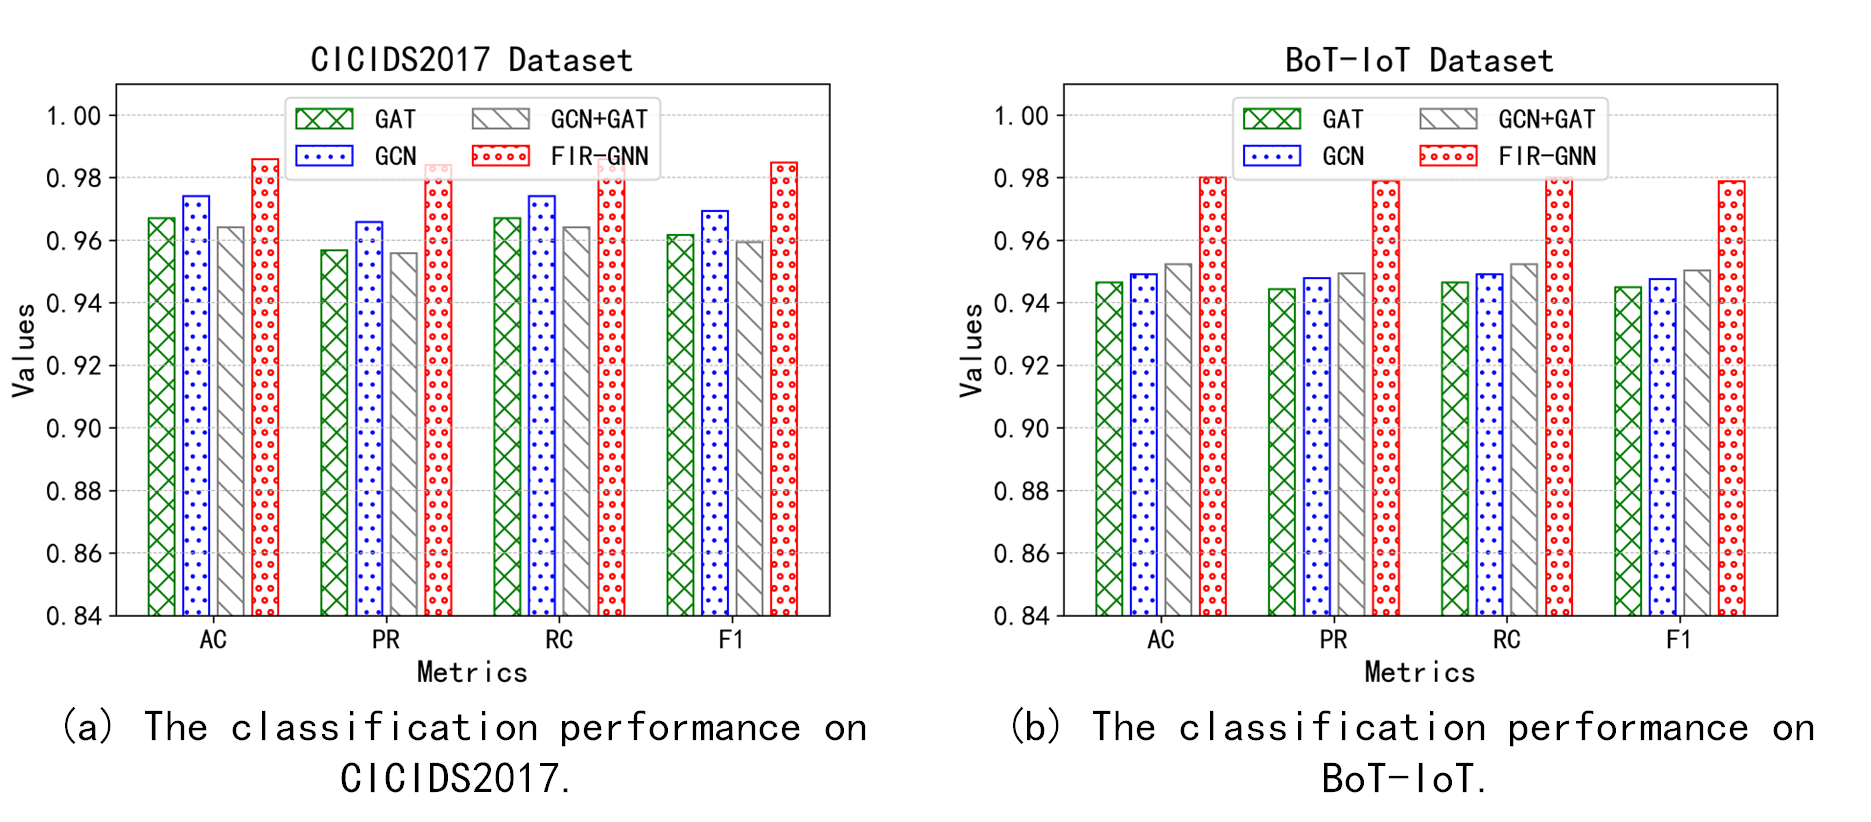 CICIDS2017 Dataset
GAT
GCN
GCN+GAT
FIR-GNN
1.00
0.98
0.96
0.94
0.92
0.90
0.88
0.86
0.84
Values
AC PR RC F1
Metrics
(a) The classification performance on
CICIDS2017.
BoT-IoT Dataset
GAT
GCN
GCN+GAT
FIR-GNN
1.00
0.98
0.96
0.94
0.92
0.90
0.88
0.86
0.84
Values
AC PR RC F1
Metrics
(b) The classification performance on
BoT-IoT.